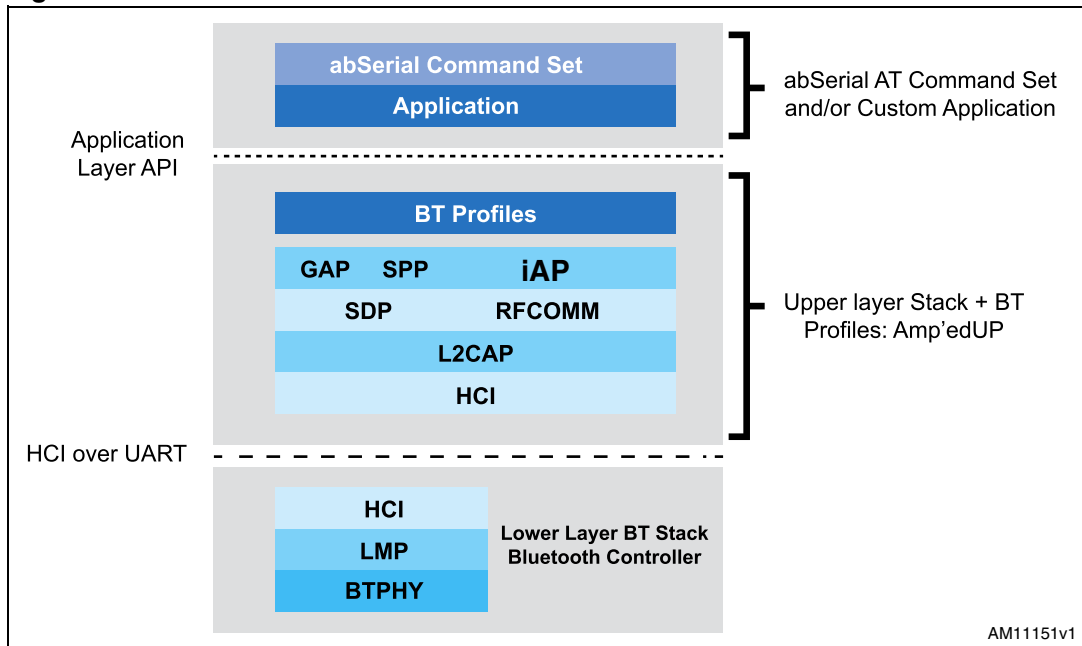 abSerial Command Set
Application
abSerial AT Command Set
and/or Custom Application
Application
Layer API
BT Profiles
GAP SPP iAP
SDP RFCOMM
L2CAP
HCI
Upper layer Stack + BT
Profiles: Amp’edUP
HCI over UART
HCI
LMP
BTPHY
Lower Layer BT Stack
Bluetooth Controller
AM11151v1